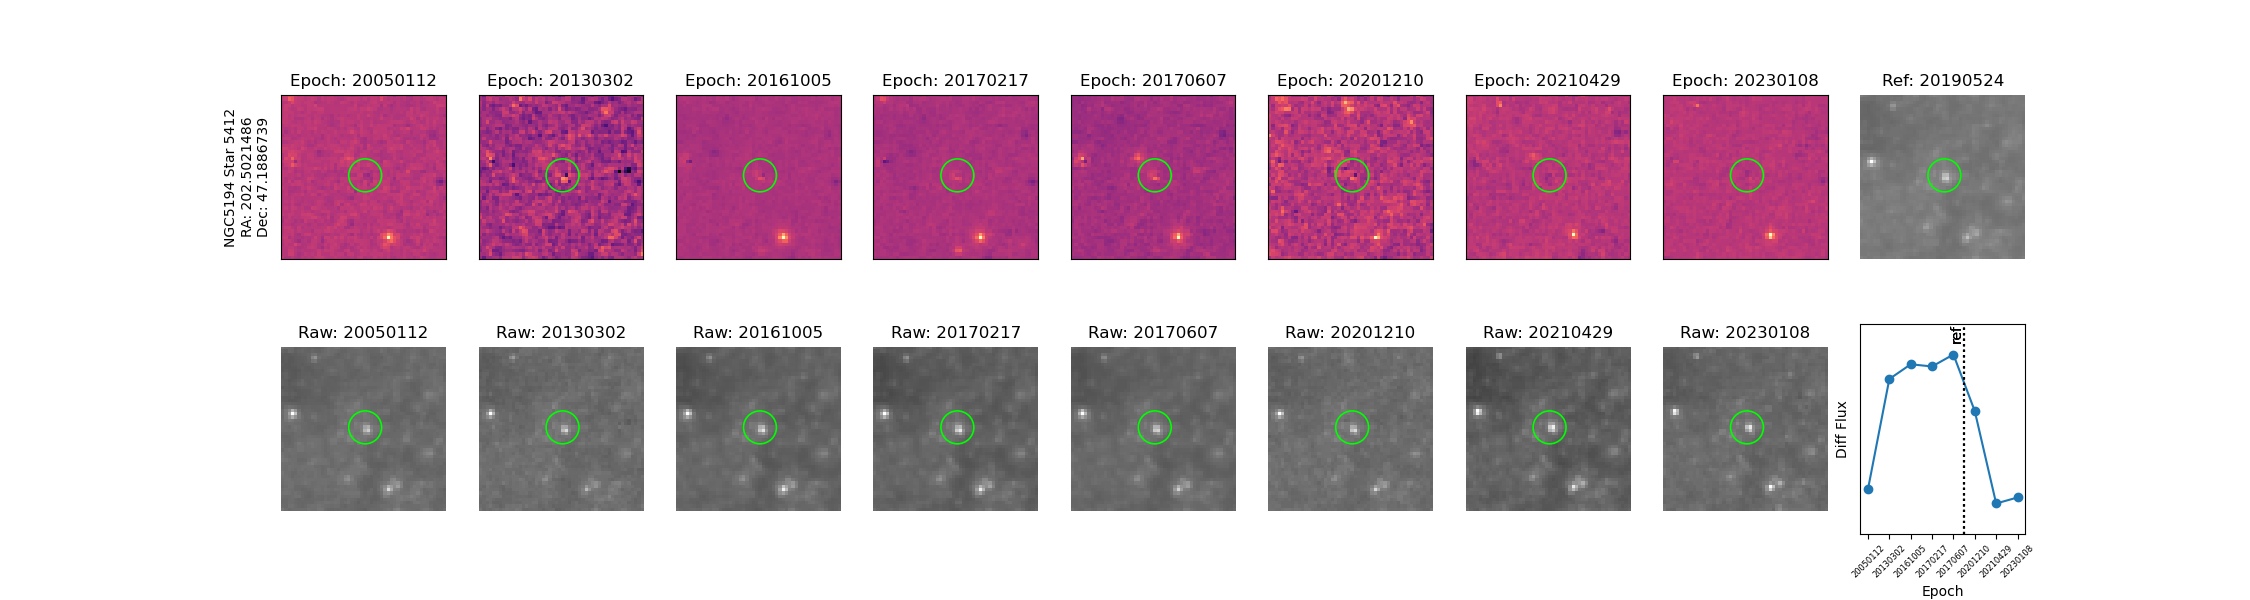 NGC5194 Star 5412
RA: 202.5021486
Dec: 47.1886739
Epoch: 20050112
Epoch: 20130302
Epoch: 20161005
Epoch: 20170217
Epoch: 20170607
Epoch: 20201210
Epoch: 20210429
Epoch: 20230108
Ref: 20190524
Raw: 20050112
Raw: 20130302
Raw: 20161005
Raw: 20170217
Raw: 20170607
Raw: 20201210
Raw: 20210429
Raw: 20230108
ref
Diff Flux
20050112
20130302
20161005
20170217
20170607
20201210
20210429
20230108
Epoch